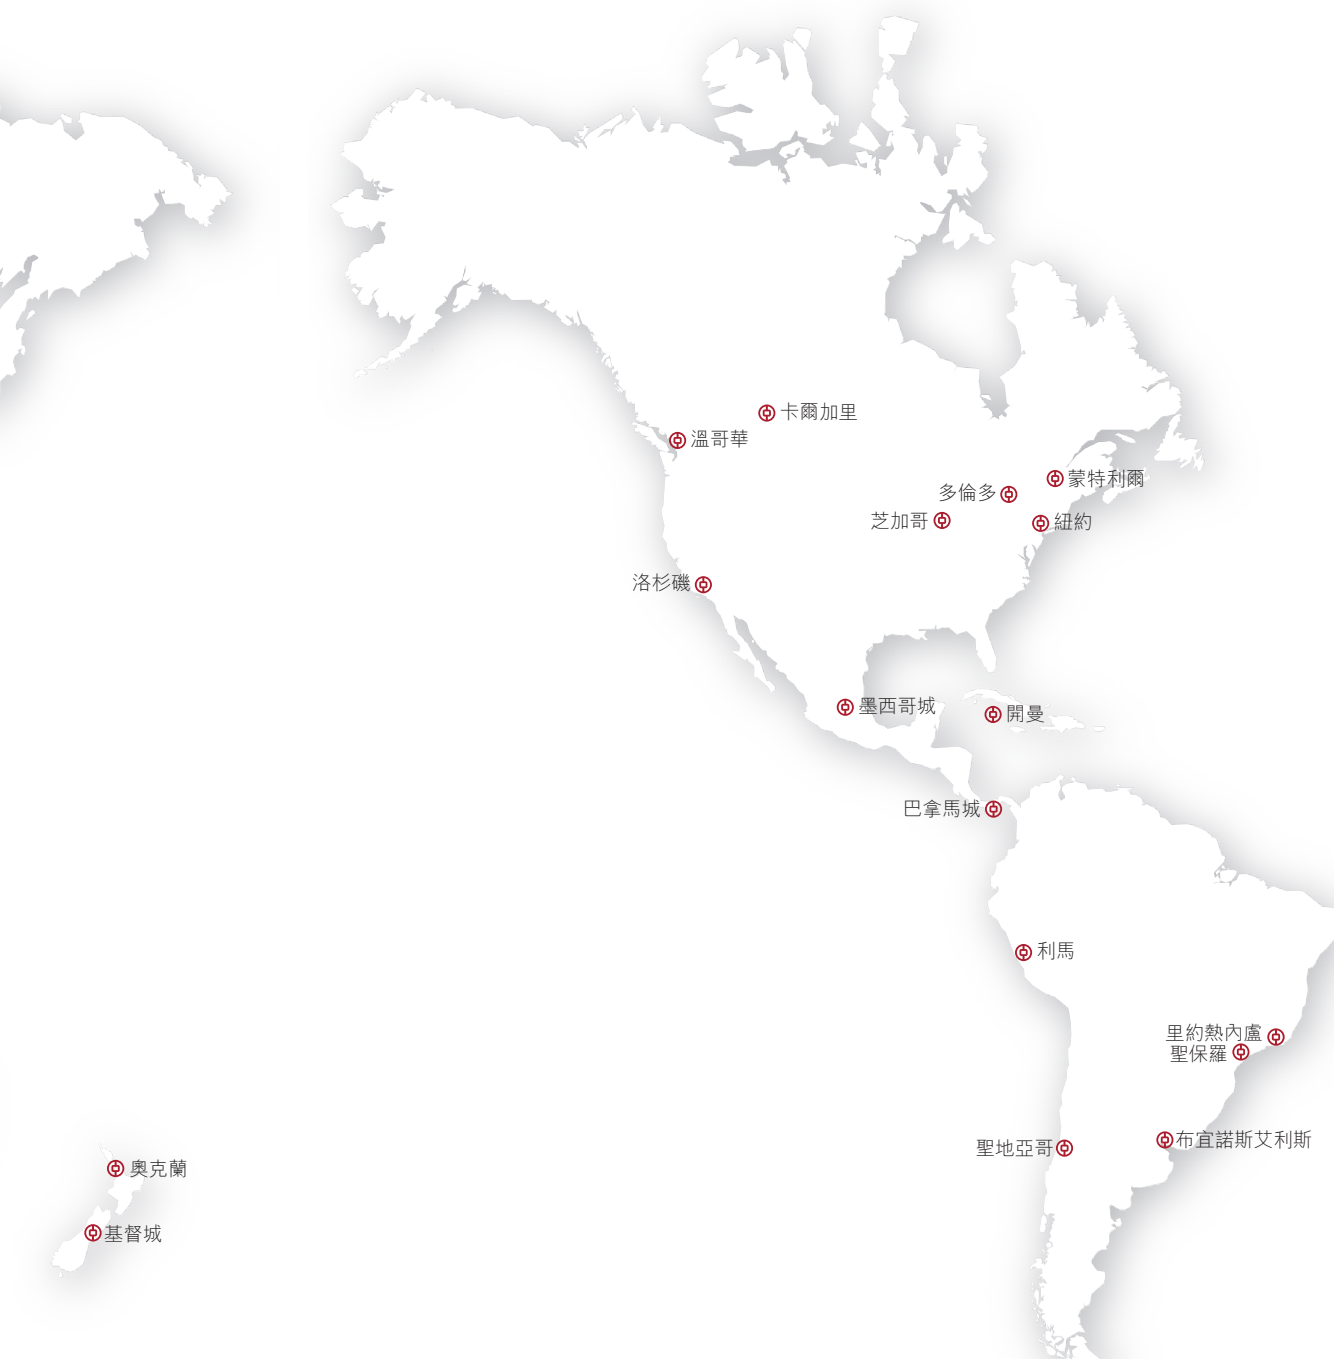 卡爾加里
溫哥華
蒙特利爾
多倫多
芝加哥
紐約
洛杉磯
墨西哥城
開曼
巴拿馬城
利馬
里約熱內盧
聖保羅
布宜諾斯艾利斯
聖地亞哥
奧克蘭
基督城